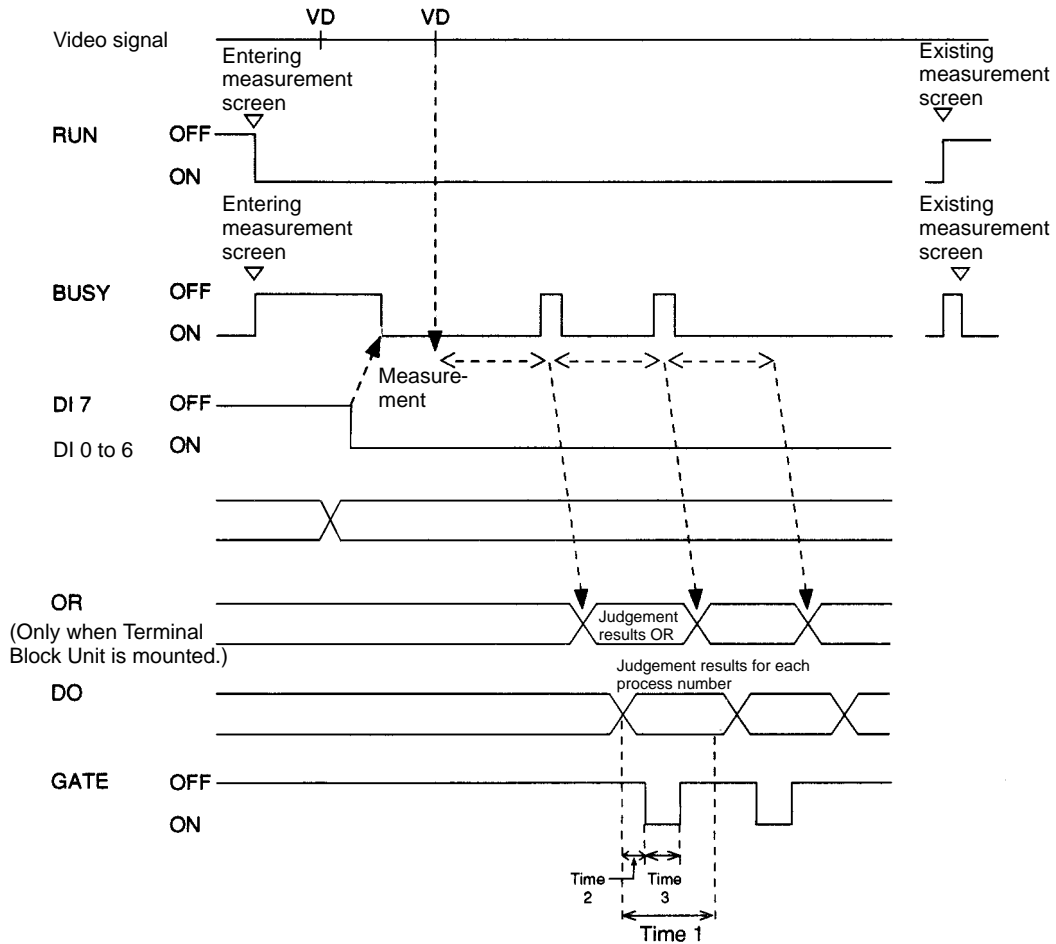 VD VD
Video signal
Entering
measurement
screen
Existing
measurement
screen
RUN OFF
ON
Entering
measurement
screen
Existing
measurement
screen
BUSY OFF
ON
Measure-
ment
DI 7 OFF
DI 0 to 6 ON
OR
(Only when Terminal
Block Unit is mounted.)
Judgement
results OR
Judgement results for each
process number
DO
GATE OFF
ON
Time
2
Time
3
Time 1